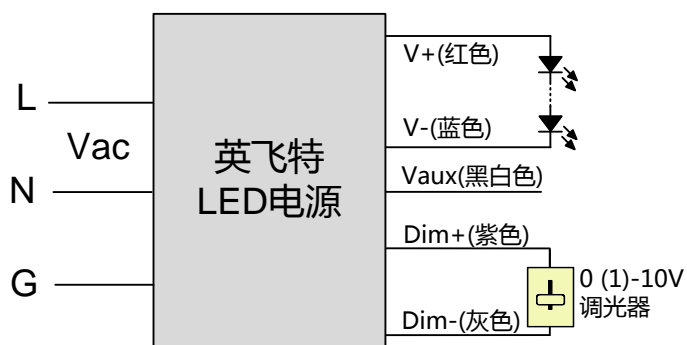 V+(红色)
L
V-(蓝色)
Vac
英飞特
LED电源
N
Vaux(黑白色)
Dim+(紫色)
G
0 (1)-10V
调光器
Dim-(灰色)